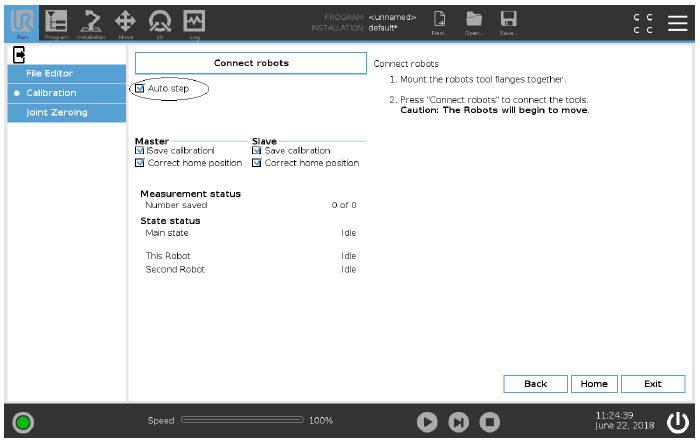 UR
PROGRAM <unnamed>
INSTALLATION default*
Run Program Installation Move I/O Log New... Open... Save...
C C
C C
File Editor
Calibration
Joint Zeroing
Connect robots
Auto step
Master Slave
Save calibration Save calibration
Correct home position Correct home position
Measurement status
Number saved 0 of 0
State status
Main state Idle
This Robot Idle
Second Robot Idle
Connect robots
1. Mount the robots tool flanges together.
2. Press "Connect robots" to connect the tools.
Caution: The Robots will begin to move.
Back Home Exit
Speed 100%
11:24:39
June 22, 2018